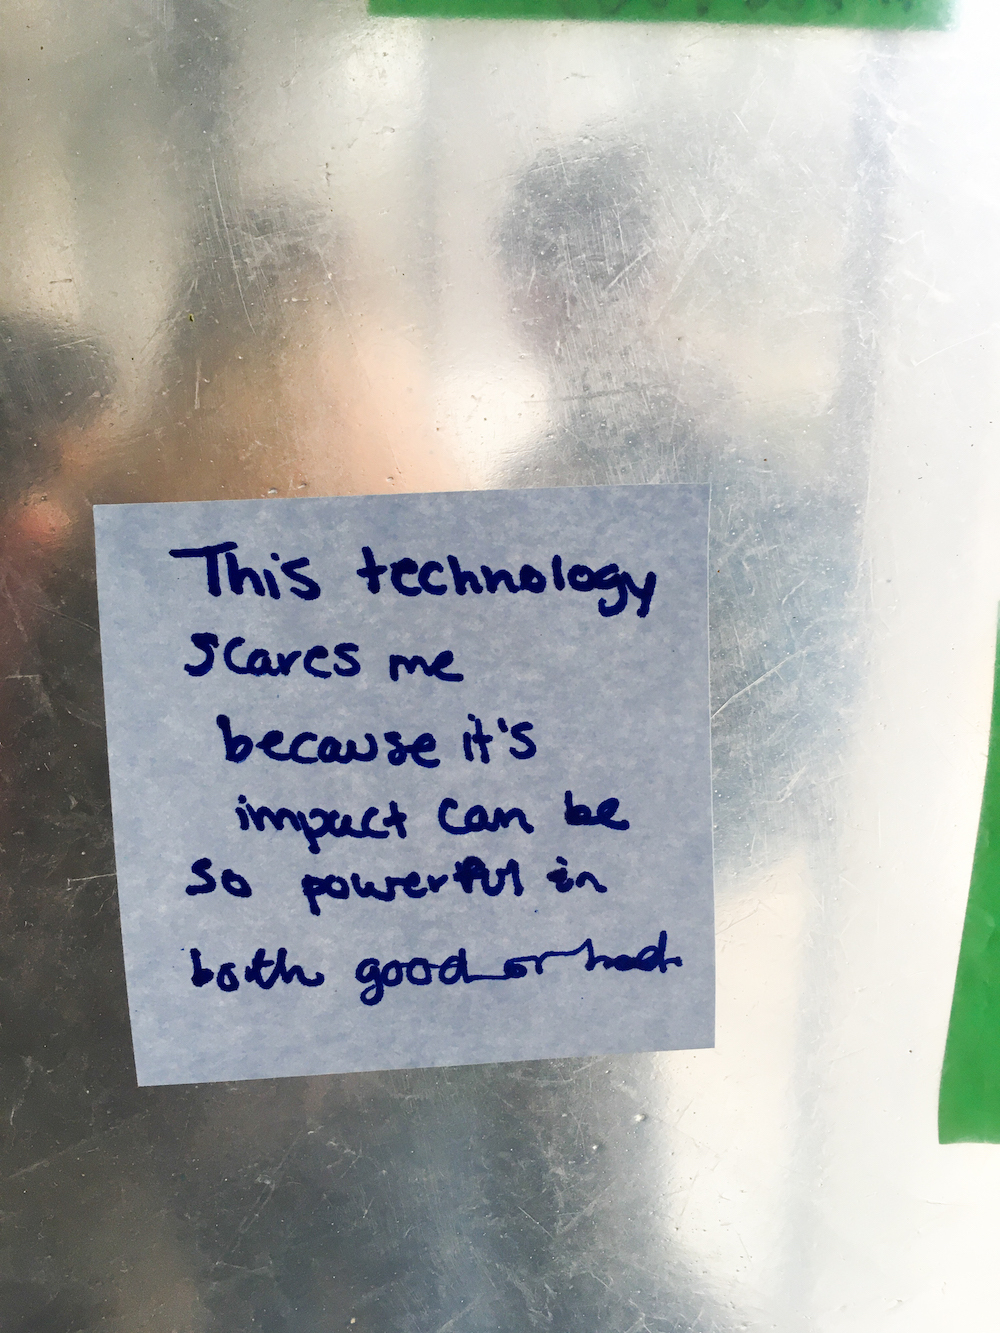 This technology
scares me
because it's
impact can be
so powerful in
both good or bad